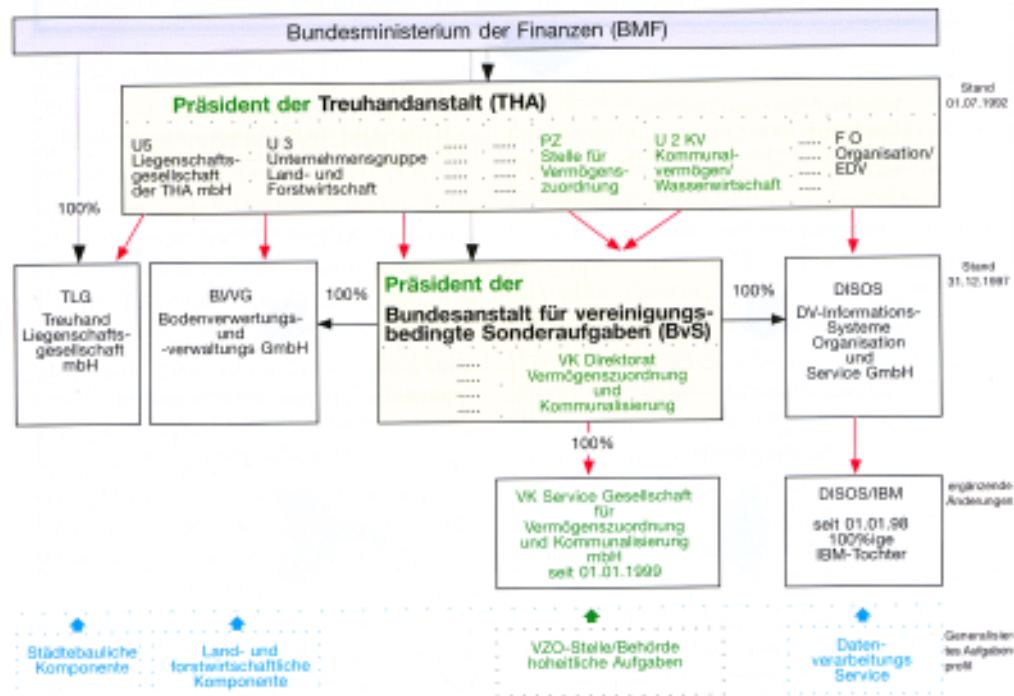 Bundesministerium der Finanzen (BMF)
Präsident der Treuhandanstalt (THA)
Stand
01.07.1992
U5
Liegenschafts-
gesellschaft
der THA mbH
U 3
Unternehmensgruppe
Land- und
Forstwirtschaft
..... .....
..... .....
..... .....
..... .....
PZ
Stelle für
Vermögens-
zuordnung
U 2 KV
Kommunal-
vermögen/
Wasserwirtschaft
.....
.....
.....
.....
F O
Organisation/
EDV
100%
TLG
Treuhand
Liegenschafts-
gesellschaft
mbH
BVVG
Bodenverwertungs-
und
-verwaltungs GmbH
100%
Präsident der
Bundesanstalt für vereinigungs-
bedingte Sonderaufgaben (BvS)
.....
.....
.....
.....
VK Direktorat
Vermögenszuordnung
und
Kommunalisierung
100%
DISOS
DV-Informations-
Systeme
Organisation
und
Service GmbH
Stand
31.12.1997
100%
VK Service Gesellschaft
für
Vermögenszuordnung
und Kommunalisierung
mbH
seit 01.01.1999
DISOS/IBM
seit 01.01.98
100%ige
IBM-Tochter
ergänzende
Änderungen
Städtebauliche
Komponente
Land- und
forstwirtschaftliche
Komponente
VZO-Stelle/Behörde
hoheitliche Aufgaben
Daten-
verarbeitungs
Service
Generalisier-
tes Aufgaben
-profil